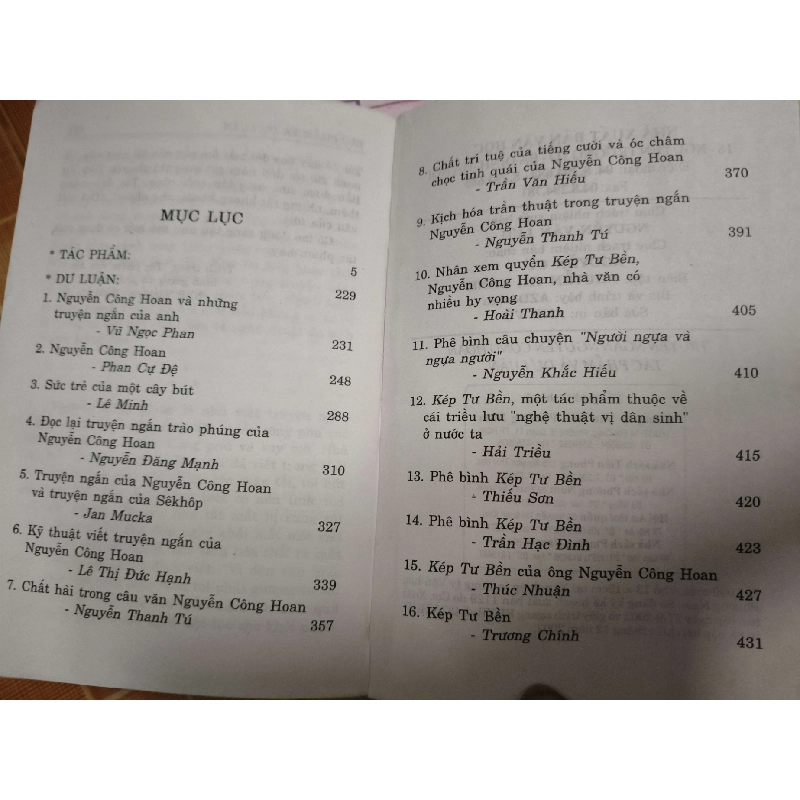 MỤC LỤC
* TÁC PHẨM: 5
* DƯ LUẬN: 229
1. Nguyễn Công Hoan và những
truyện ngắn của anh
- Vũ Ngọc Phan 231
2. Nguyễn Công Hoan
- Phan Cự Đệ 248
3. Sức trẻ của một cây bút
- Lê Minh 288
4. Đọc lại truyện ngắn trào phúng của
Nguyễn Công Hoan
- Nguyễn Đăng Mạnh 310
5. Truyện ngắn của Nguyễn Công Hoan
và truyện ngắn của Sêkhôp
- Jan Mucka 327
6. Kỹ thuật viết truyện ngắn của
Nguyễn Công Hoan
- Lê Thị Đức Hạnh 339
7. Chất hài trong câu văn Nguyễn Công Hoan
- Nguyễn Thanh Tú 357
8. Chất trí tuệ của tiếng cười và óc châm
chọc tinh quái của Nguyễn Công Hoan
- Trần Văn Hiếu 370
9. Kịch hóa trần thuật trong truyện ngắn
Nguyễn Công Hoan
- Nguyễn Thanh Tú 391
10. Nhân xem quyển Kép Tư Bền,
Nguyễn Công Hoan, nhà văn có
nhiều hy vọng
- Hoài Thanh 405
11. Phê bình câu chuyện "Người ngựa và
ngựa người"
- Nguyễn Khắc Hiếu 410
12. Kép Tư Bền, một tác phẩm thuộc về
cái triều lưu "nghệ thuật vị dân sinh"
ở nước ta
- Hải Triều 415
13. Phê bình Kép Tư Bền
- Thiếu Sơn 420
14. Phê bình Kép Tư Bền
- Trần Hạc Đình 423
15. Kép Tư Bền của ông Nguyễn Công Hoan
- Thúc Nhuận 427
16. Kép Tư Bền
- Trương Chính 431